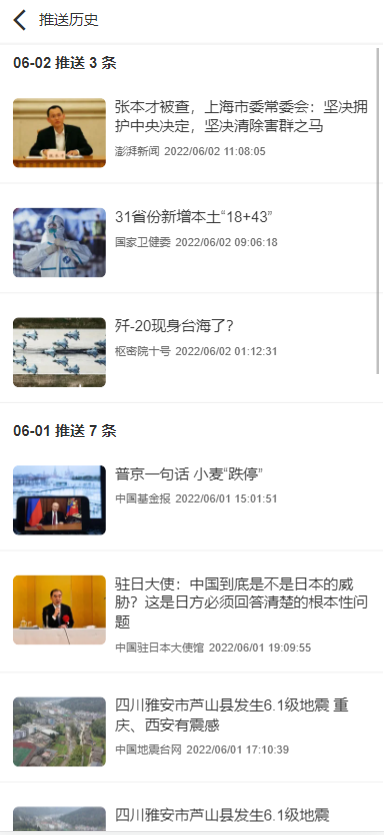 推送历史
06-02 推送 3 条
张本才被查，上海市委常委会：坚决拥
护中央决定，坚决清除害群之马
澎湃新闻 2022/06/02 11:08:05
31省份新增本土“18+43”
国家卫健委 2022/06/02 09:06:18
歼-20现身台海了?
枢密院十号 2022/06/02 01:12:31
06-01 推送 7 条
普京一句话 小麦“跌停”
中国基金报 2022/06/01 15:01:51
驻日大使：中国到底是不是日本的威
胁？这是日方必须回答清楚的根本性问
题
中国驻日本大使馆 2022/06/01 19:09:55
四川雅安市芦山县发生6.1级地震 重
庆、西安有震感
中国地震台网 2022/06/01 17:10:39
四川雅安市芦山县发生6.1级地震